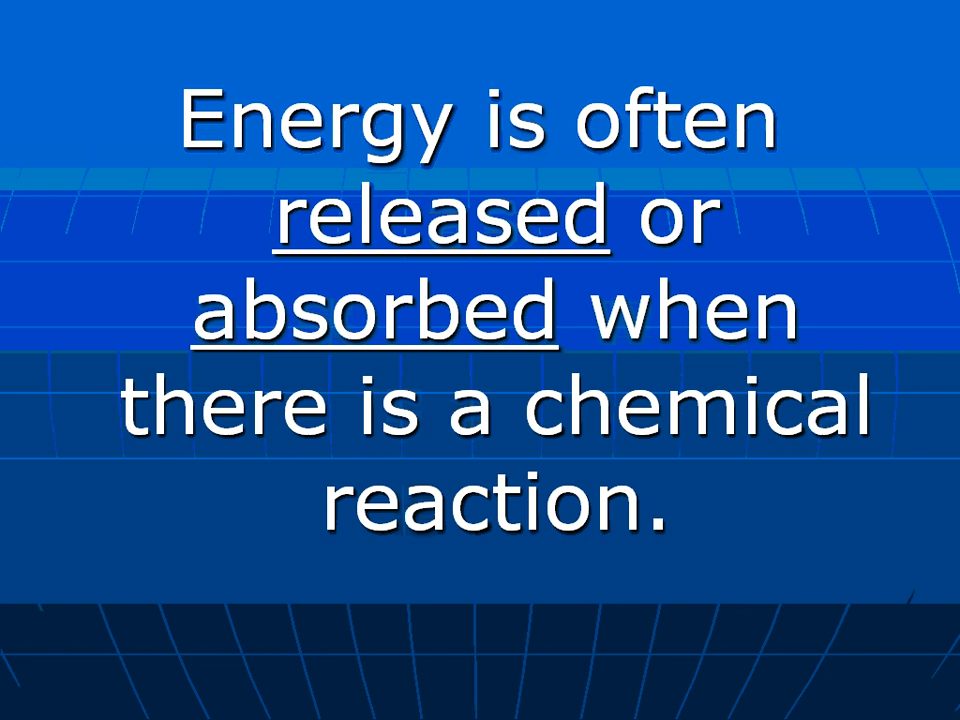 Energy is often
released or
absorbed when
there is a chemical
reaction.